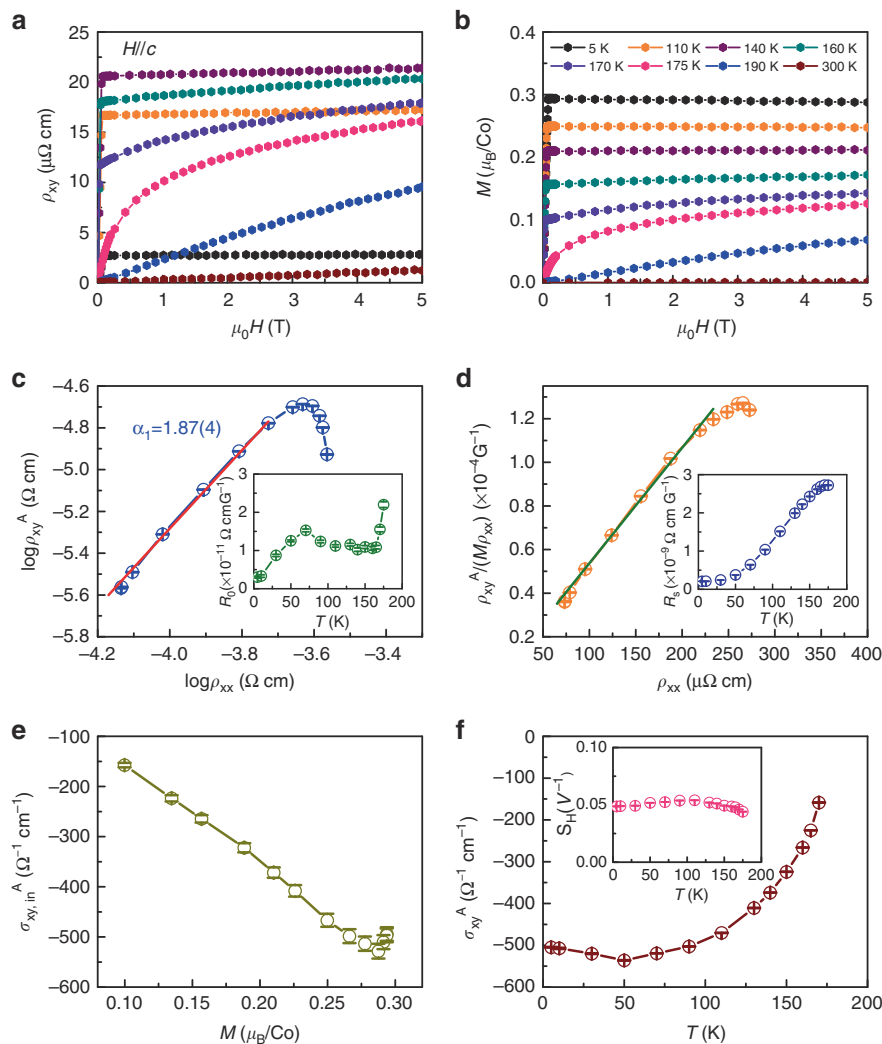 a
H//c
25
20
15
10
5
0
0 1 2 3 4 5
ρxy (μΩ cm)
μ0H (T)
b
5 K 110 K 140 K 160 K
170 K 175 K 190 K 300 K
0.4
0.3
0.2
0.1
0.0
0 1 2 3 4 5
M (μB/Co)
μ0H (T)
c
α1=1.87(4)
−4.6
−4.8
−5.0
−5.2
−5.4
−5.6
−5.8
−4.2 −4.0 −3.8 −3.6 −3.4
logρxyA (Ω cm)
logρxx (Ω cm)
3
2
1
0
0 50 100 150 200
R0(×10−11 Ω cmG−1)
T (K)
d
1.2
1.0
0.8
0.6
0.4
0.2
50 100 150 200 250 300 350 400
ρxyA/(Mρxx) (×10−4G−1)
ρxx (μΩ cm)
3
2
1
0
0 50 100 150 200
Rs(×10−9Ω cm G−1)
T (K)
e
−100
−200
−300
−400
−500
−600
0.10 0.15 0.20 0.25 0.30
σxy, inA (Ω−1 cm−1)
M (μB/Co)
f
0
−100
−200
−300
−400
−500
−600
0 50 100 150
σxyA (Ω−1 cm−1)
T (K)
0.10
0.05
0.00
0 50 100 150 200
SH(V−1)
T (K)